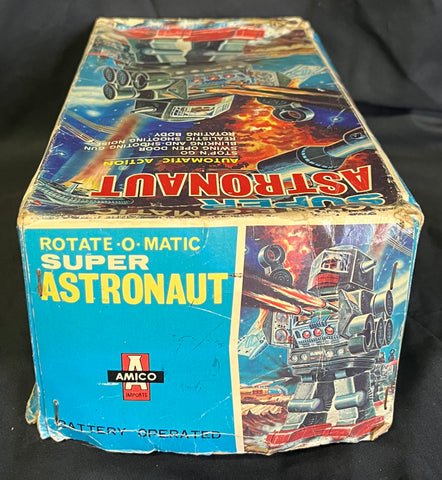 SUPER
ASTRONAUT
AUTOMATIC ACTION
STOP'N GO
SWING OPEN DOOR
BLINKING AND-SHOOTING GUN
REALISTIC SHOOTING NOISE
ROTATING BODY
ROTATE-O-MATIC
SUPER
ASTRONAUT
A
AMICO
IMPORTS
BATTERY OPERATED